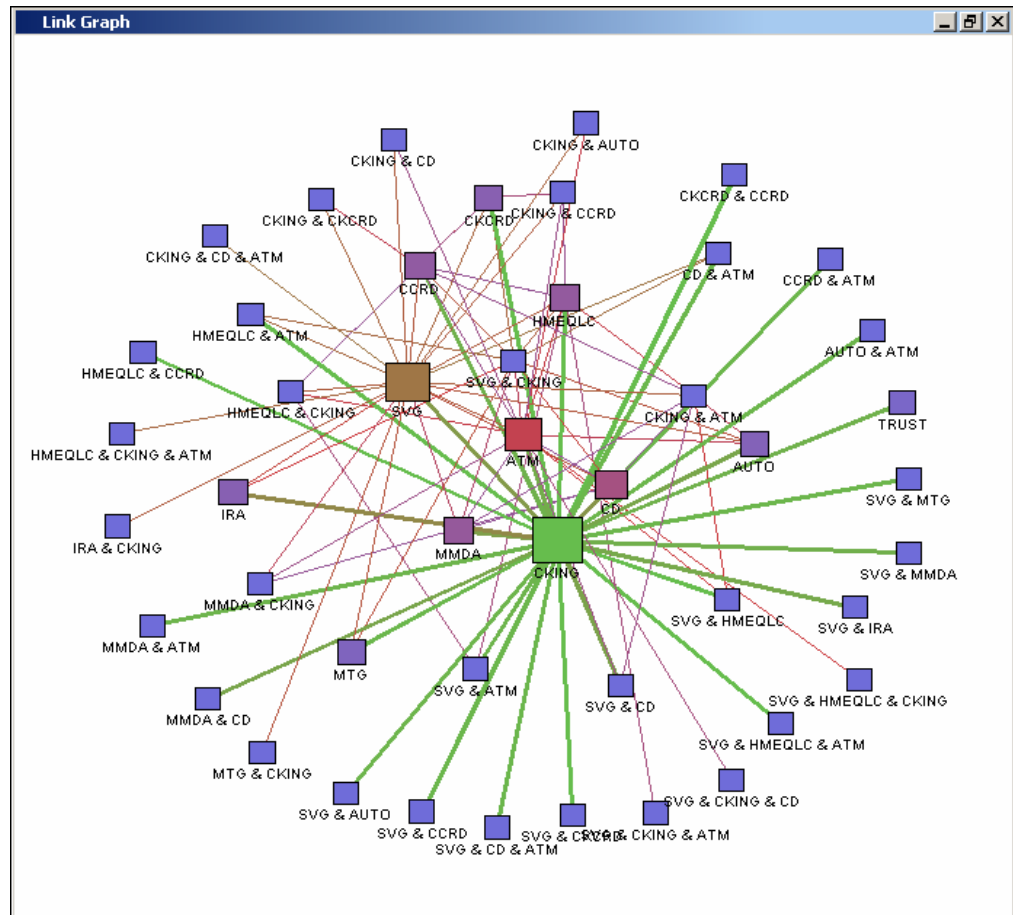 Link Graph
CKING & AUTO
CKING & CD
CKCRD & CCRD
CKING & CKCRD
CKCRD
CKING & CCRD
CKING & CD & ATM
CD & ATM
CCRD & ATM
CCRD
HMEQLC
HMEQLC & ATM
AUTO & ATM
HMEQLC & CCRD
SVG & CKING
HMEQLC & CKING
SVG
CKING & ATM
TRUST
HMEQLC & CKING & ATM
ATM
AUTO
SVG & MTG
IRA
CD
IRA & CKING
MMDA
CKING
SVG & MMDA
MMDA & CKING
SVG & HMEQLC
SVG & IRA
MMDA & ATM
MTG
SVG & ATM
SVG & CD
SVG & HMEQLC & CKING
MMDA & CD
SVG & HMEQLC & ATM
MTG & CKING
SVG & CKING & CD
SVG & AUTO
SVG & CCRD
SVG & CKCRD
SVG & CKING & ATM
SVG & CD & ATM